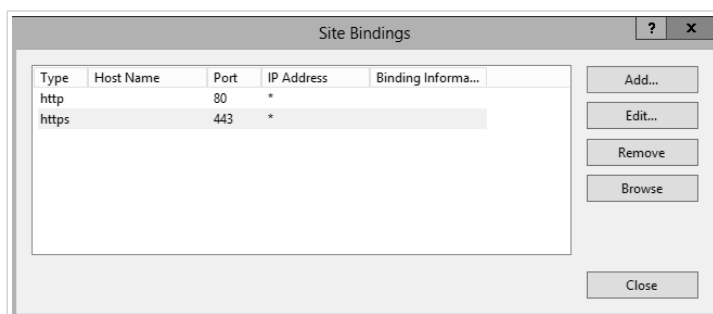 Site Bindings
? x
Type Host Name Port IP Address Binding Informa...
http 80 *
https 443 *
Add...
Edit...
Remove
Browse
Close